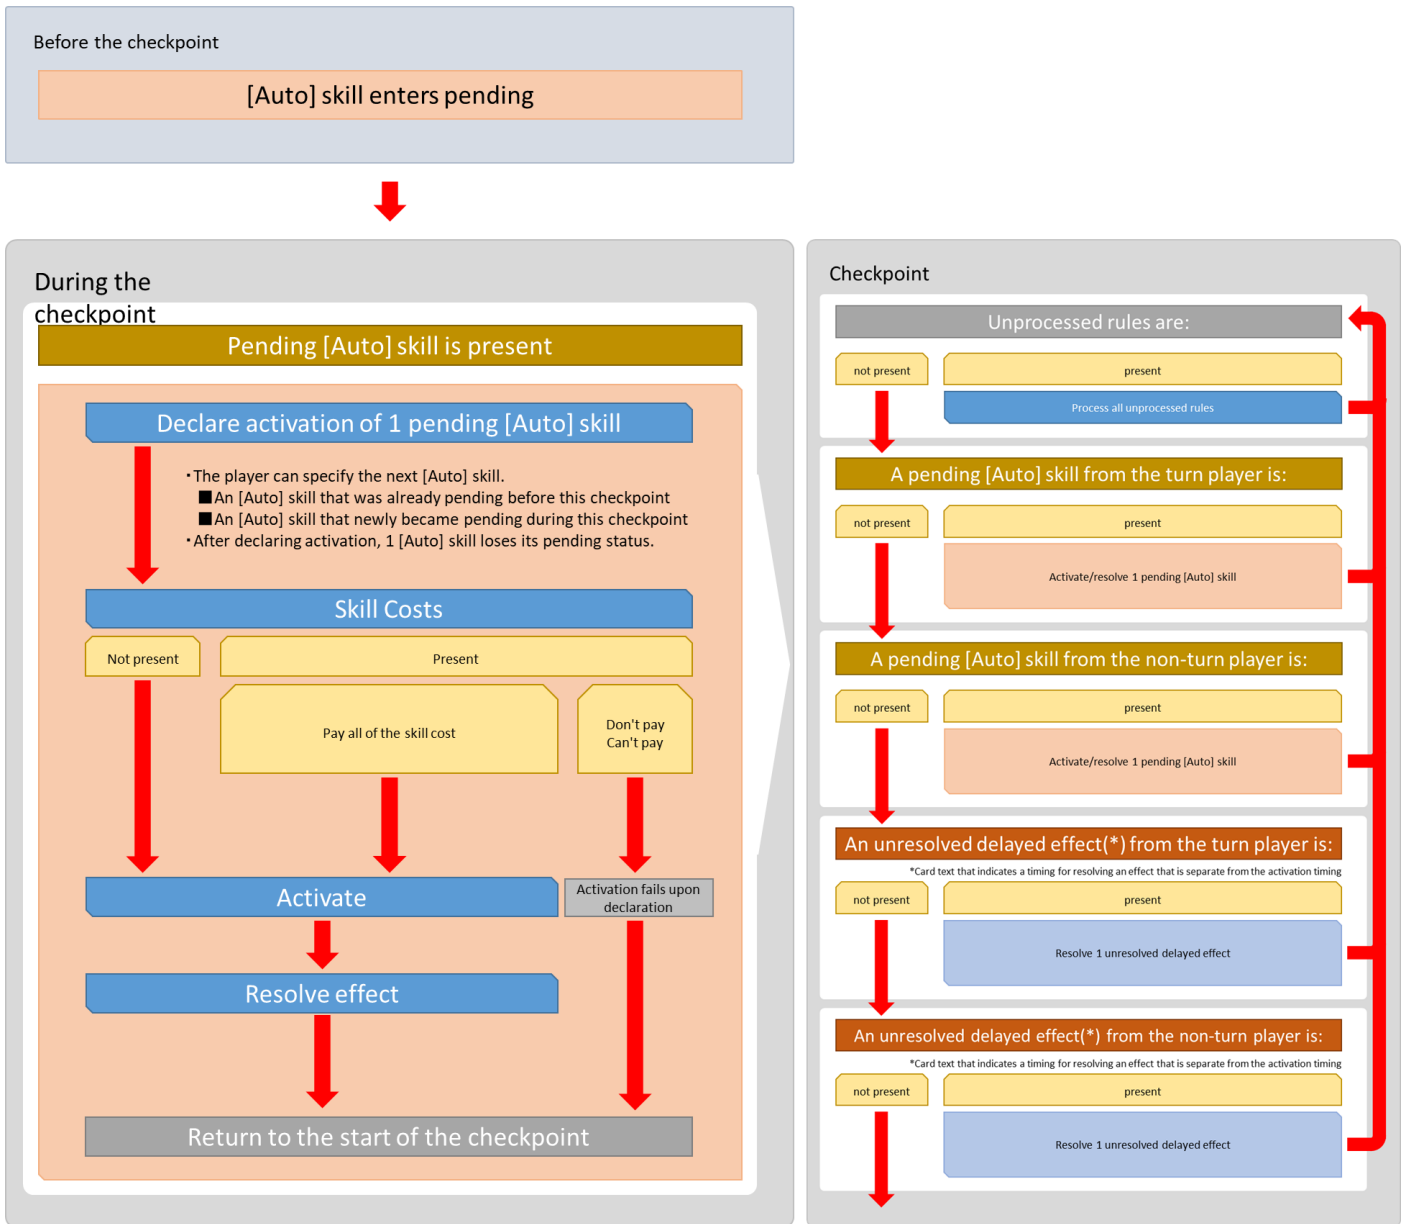 Before the checkpoint
[Auto] skill enters pending
During the
checkpoint
Pending [Auto] skill is present
Declare activation of 1 pending [Auto] skill
・The player can specify the next [Auto] skill.
■An [Auto] skill that was already pending before this checkpoint
■An [Auto] skill that newly became pending during this checkpoint
・After declaring activation, 1 [Auto] skill loses its pending status.
Skill Costs
Not present
Present
Pay all of the skill cost
Don't pay
Can't pay
Activate
Activation fails upon
declaration
Resolve effect
Return to the start of the checkpoint
Checkpoint
Unprocessed rules are:
not present
present
Process all unprocessed rules
A pending [Auto] skill from the turn player is:
not present
present
Activate/resolve 1 pending [Auto] skill
A pending [Auto] skill from the non-turn player is:
not present
present
Activate/resolve 1 pending [Auto] skill
An unresolved delayed effect(*) from the turn player is:
*Card text that indicates a timing for resolving an effect that is separate from the activation timing
not present
present
Resolve 1 unresolved delayed effect
An unresolved delayed effect(*) from the non-turn player is:
*Card text that indicates a timing for resolving an effect that is separate from the activation timing
not present
present
Resolve 1 unresolved delayed effect